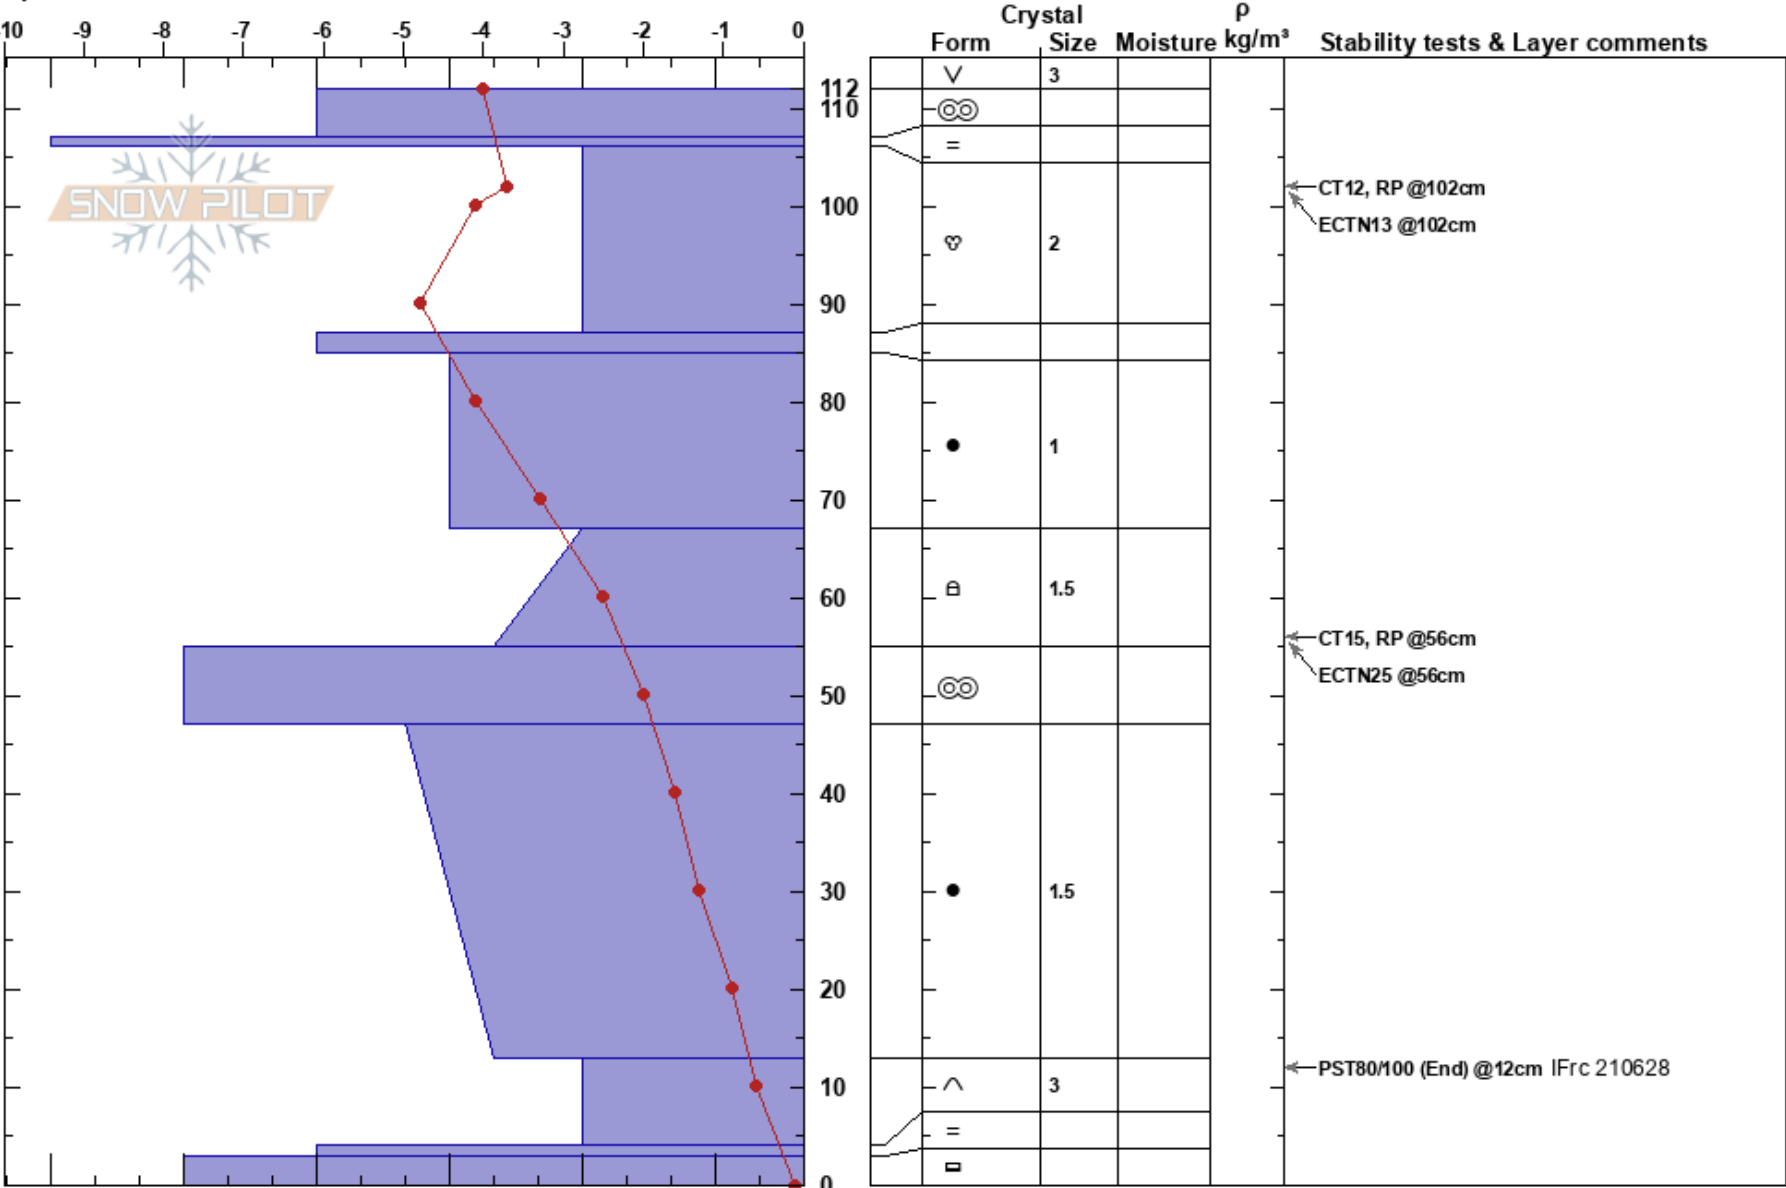 Crystal ρ
-10 -9 -8 -7 -6 -5 -4 -3 -2 -1 0
Form Size Moisture kg/m³ Stability tests & Layer comments
3
112
110
SNOW PILOT
=
CT12, RP @102cm
100
ECTN13 @102cm
2
90
80
1
70
60
1.5
CT15, RP @56cm
ECTN25 @56cm
50
40
30
1.5
20
PST80/100 (End) @12cm IFrc 210628
10
3
=
0